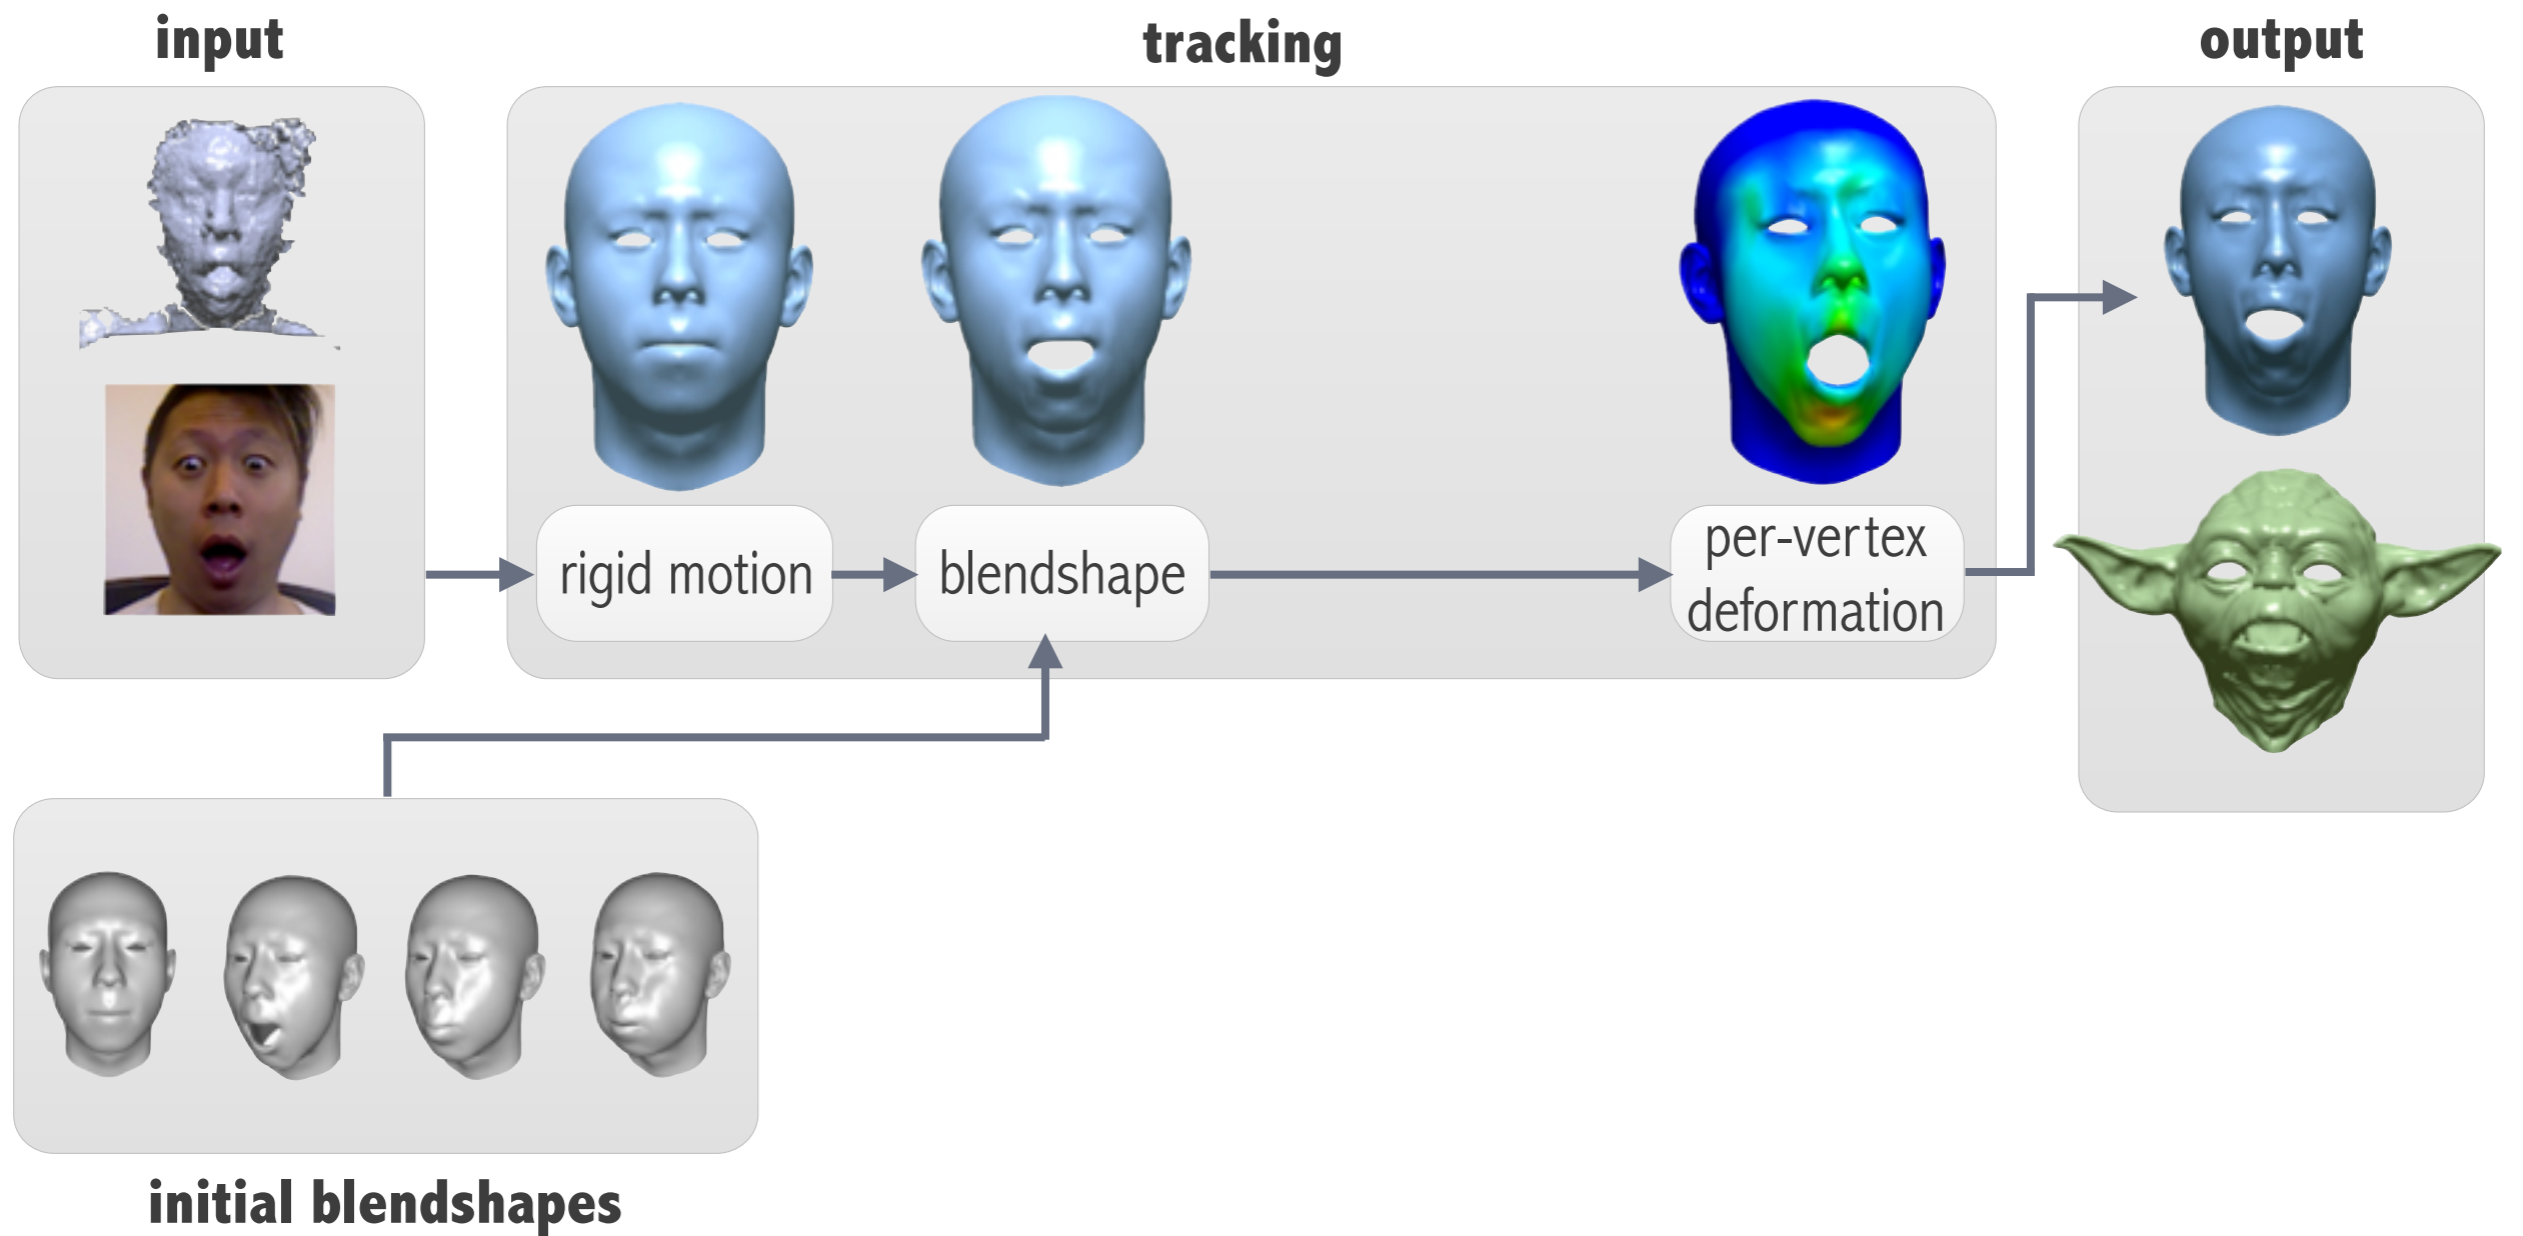 input
tracking
output
rigid motion
blendshape
per-vertex
deformation
initial blendshapes